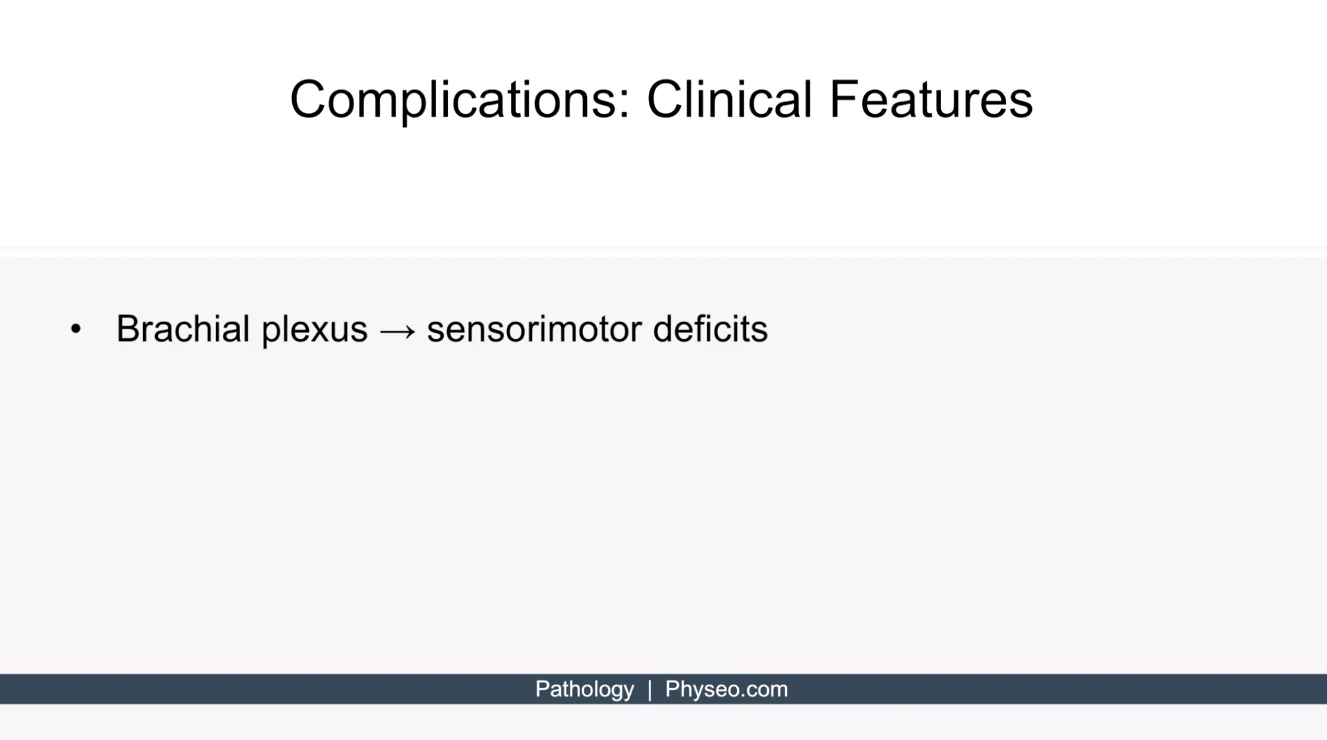 Complications: Clinical Features
• Brachial plexus → sensorimotor deficits
Pathology | Physeo.com